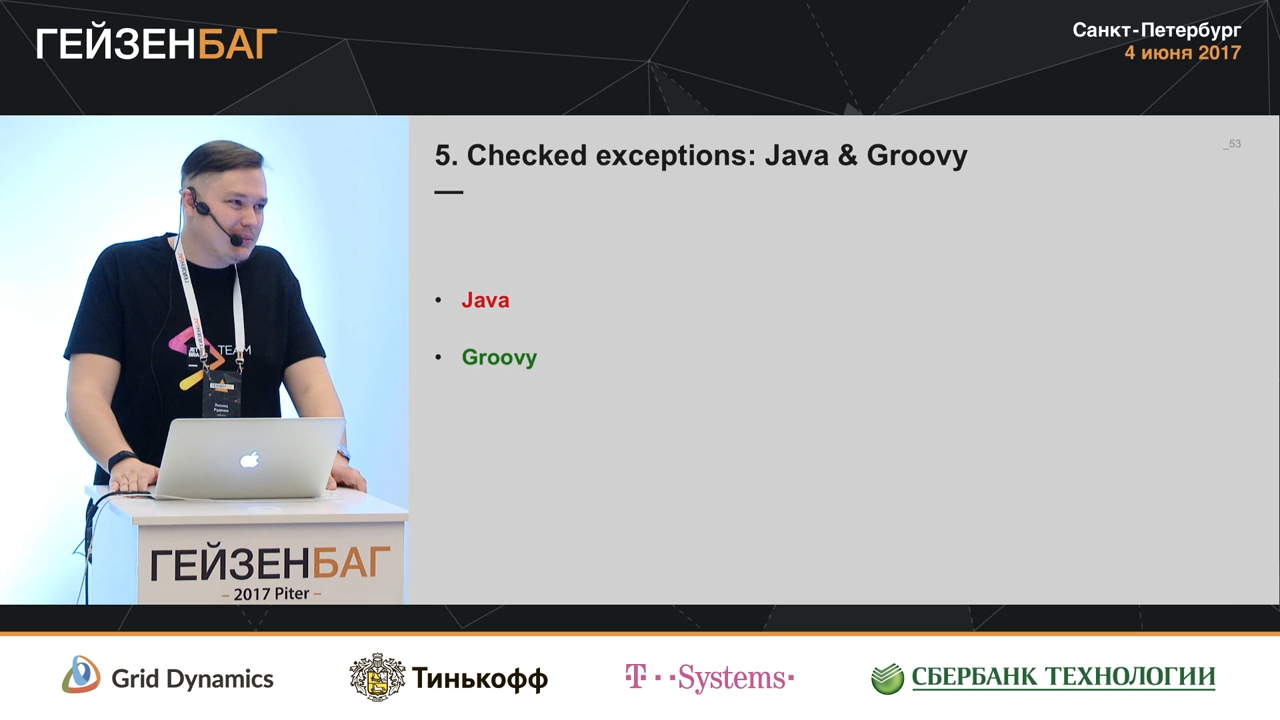 ГЕЙЗЕНБАГ
Санкт-Петербург
4 июня 2017
5. Checked exceptions: Java & Groovy
_53
• Java
• Groovy
TEAM
ГЕЙЗЕНБАГ
– 2017 Piter –
Grid Dynamics
Тинькофф
T··Systems·
СБЕРБАНК ТЕХНОЛОГИИ